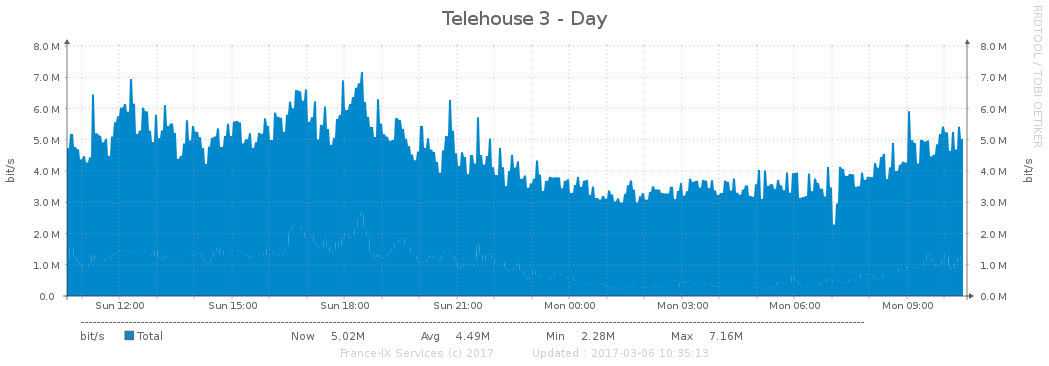 Telehouse 3 - Day
RRDTOOL / TOBI OETIKER
bit/s
bit/s
8.0 M 8.0 M
7.0 M 7.0 M
6.0 M 6.0 M
5.0 M 5.0 M
4.0 M 4.0 M
3.0 M 3.0 M
2.0 M 2.0 M
1.0 M 1.0 M
0.0 0.0 M
Sun 12:00 Sun 15:00 Sun 18:00 Sun 21:00 Mon 00:00 Mon 03:00 Mon 06:00 Mon 09:00
bit/s Total Now 5.02M Avg 4.49M Min 2.28M Max 7.16M
France-IX Services (c) 2017 Updated : 2017-03-06 10:35:13